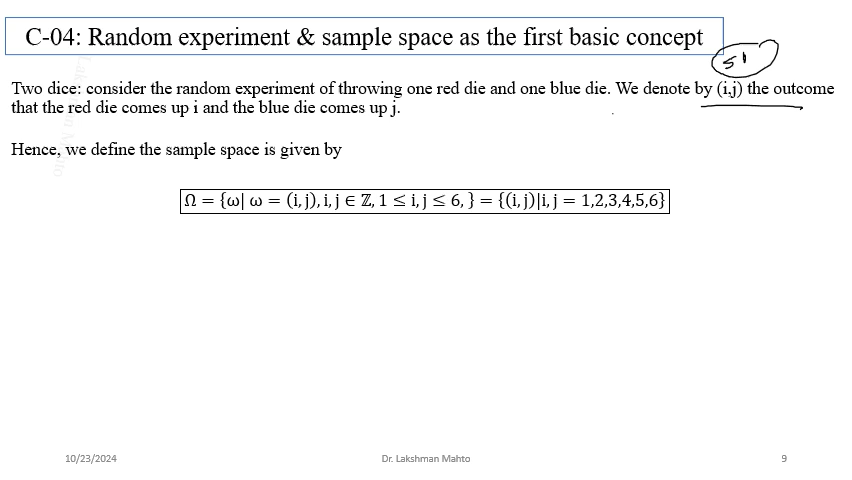 C-04: Random experiment & sample space as the first basic concept
51
Two dice: consider the random experiment of throwing one red die and one blue die. We denote by (i,j) the outcome
that the red die comes up i and the blue die comes up j.
Hence, we define the sample space is given by
Ω = {ω| ω = (i, j), i, j ∈ ℤ, 1 ≤ i, j ≤ 6, } = {(i, j)|i, j = 1,2,3,4,5,6}
10/23/2024 Dr. Lakshman Mahto 9